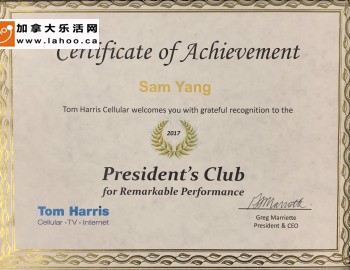 加拿大乐活网
www.lahoo.ca
Certificate of Achievement
Sam Yang
Tom Harris Cellular welcomes you with grateful recognition to the
2017
President's Club
for Remarkable Performance
Tom Harris
Cellular - TV - Internet
Greg Marriette
President & CEO